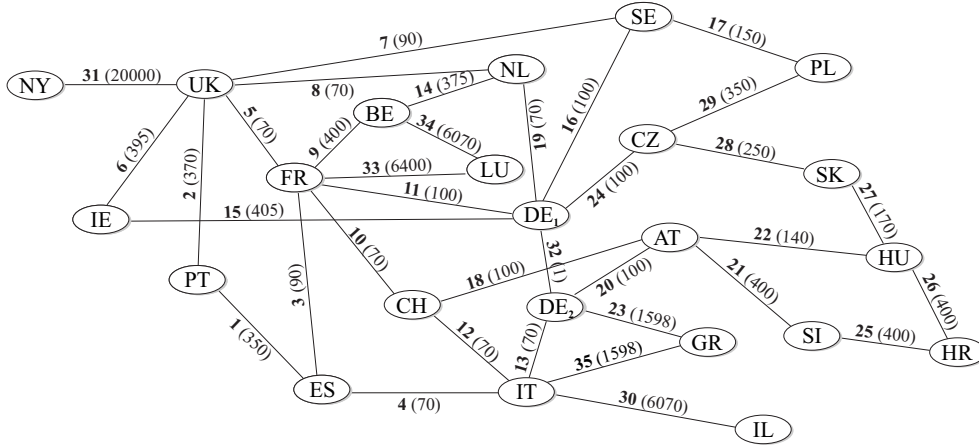 SE
7 (90)
17 (150)
NY
31 (20000)
UK
8 (70)
NL
PL
14 (375)
BE
29 (350)
5 (70)
16 (100)
34 (6070)
19 (70)
CZ
6 (395)
9 (400)
28 (250)
33 (6400)
LU
FR
SK
2 (370)
11 (100)
24 (100)
27 (170)
IE
15 (405)
DE1
AT
22 (140)
HU
10 (70)
32 (1)
18 (100)
20 (100)
21 (400)
26 (400)
PT
3 (90)
CH
DE2
23 (1598)
1 (350)
12 (70)
13 (70)
35 (1598)
GR
SI
25 (400)
HR
ES
4 (70)
IT
30 (6070)
IL